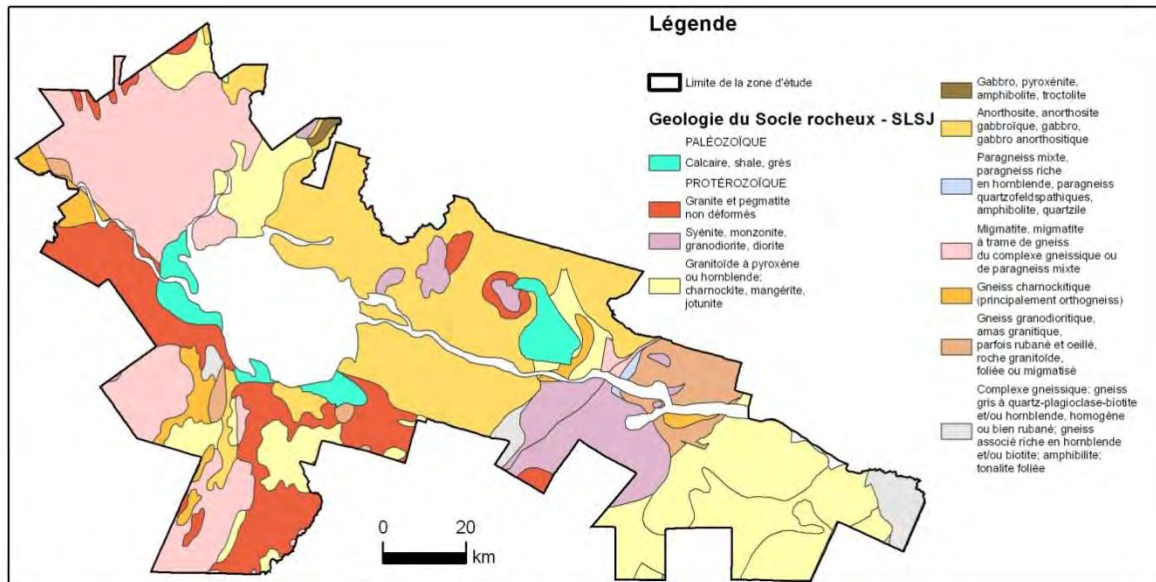 Légende
Limite de la zone d'étude
Geologie du Socle rocheux - SLSJ
PALÉOZOÏQUE
Calcaire, shale, grès
PROTÉROZOÏQUE
Granite et pegmatite
non déformés
Syénite, monzonite,
granodiorite, diorite
Granitoïde à pyroxène
ou hornblende;
charnockite, mangérite,
jotunite
Gabbro, pyroxénite,
amphibolite, troctolite
Anorthosite, anorthosite
gabbroïque, gabbro,
gabbro anorthositique
Paragneiss mixte,
paragneiss riche
en hornblende, paragneiss
quartzofeldspathiques,
amphibolite, quartzile
Migmatite, migmatite
à trame de gneiss
du complexe gneissique ou
de paragneiss mixte
Gneiss charnockitique
(principalement orthogneiss)
Gneiss granodioritique,
amas granitique,
parfois rubané et oeillé,
roche granitoïde,
foliée ou migmatisé
Complexe gneissique: gneiss
gris à quartz-plagioclase-biotite
et/ou hornblende, homogène
ou bien rubané; gneiss
associé riche en hornblende
et/ou biotite; amphibilite;
tonalite foliée
0 20
km